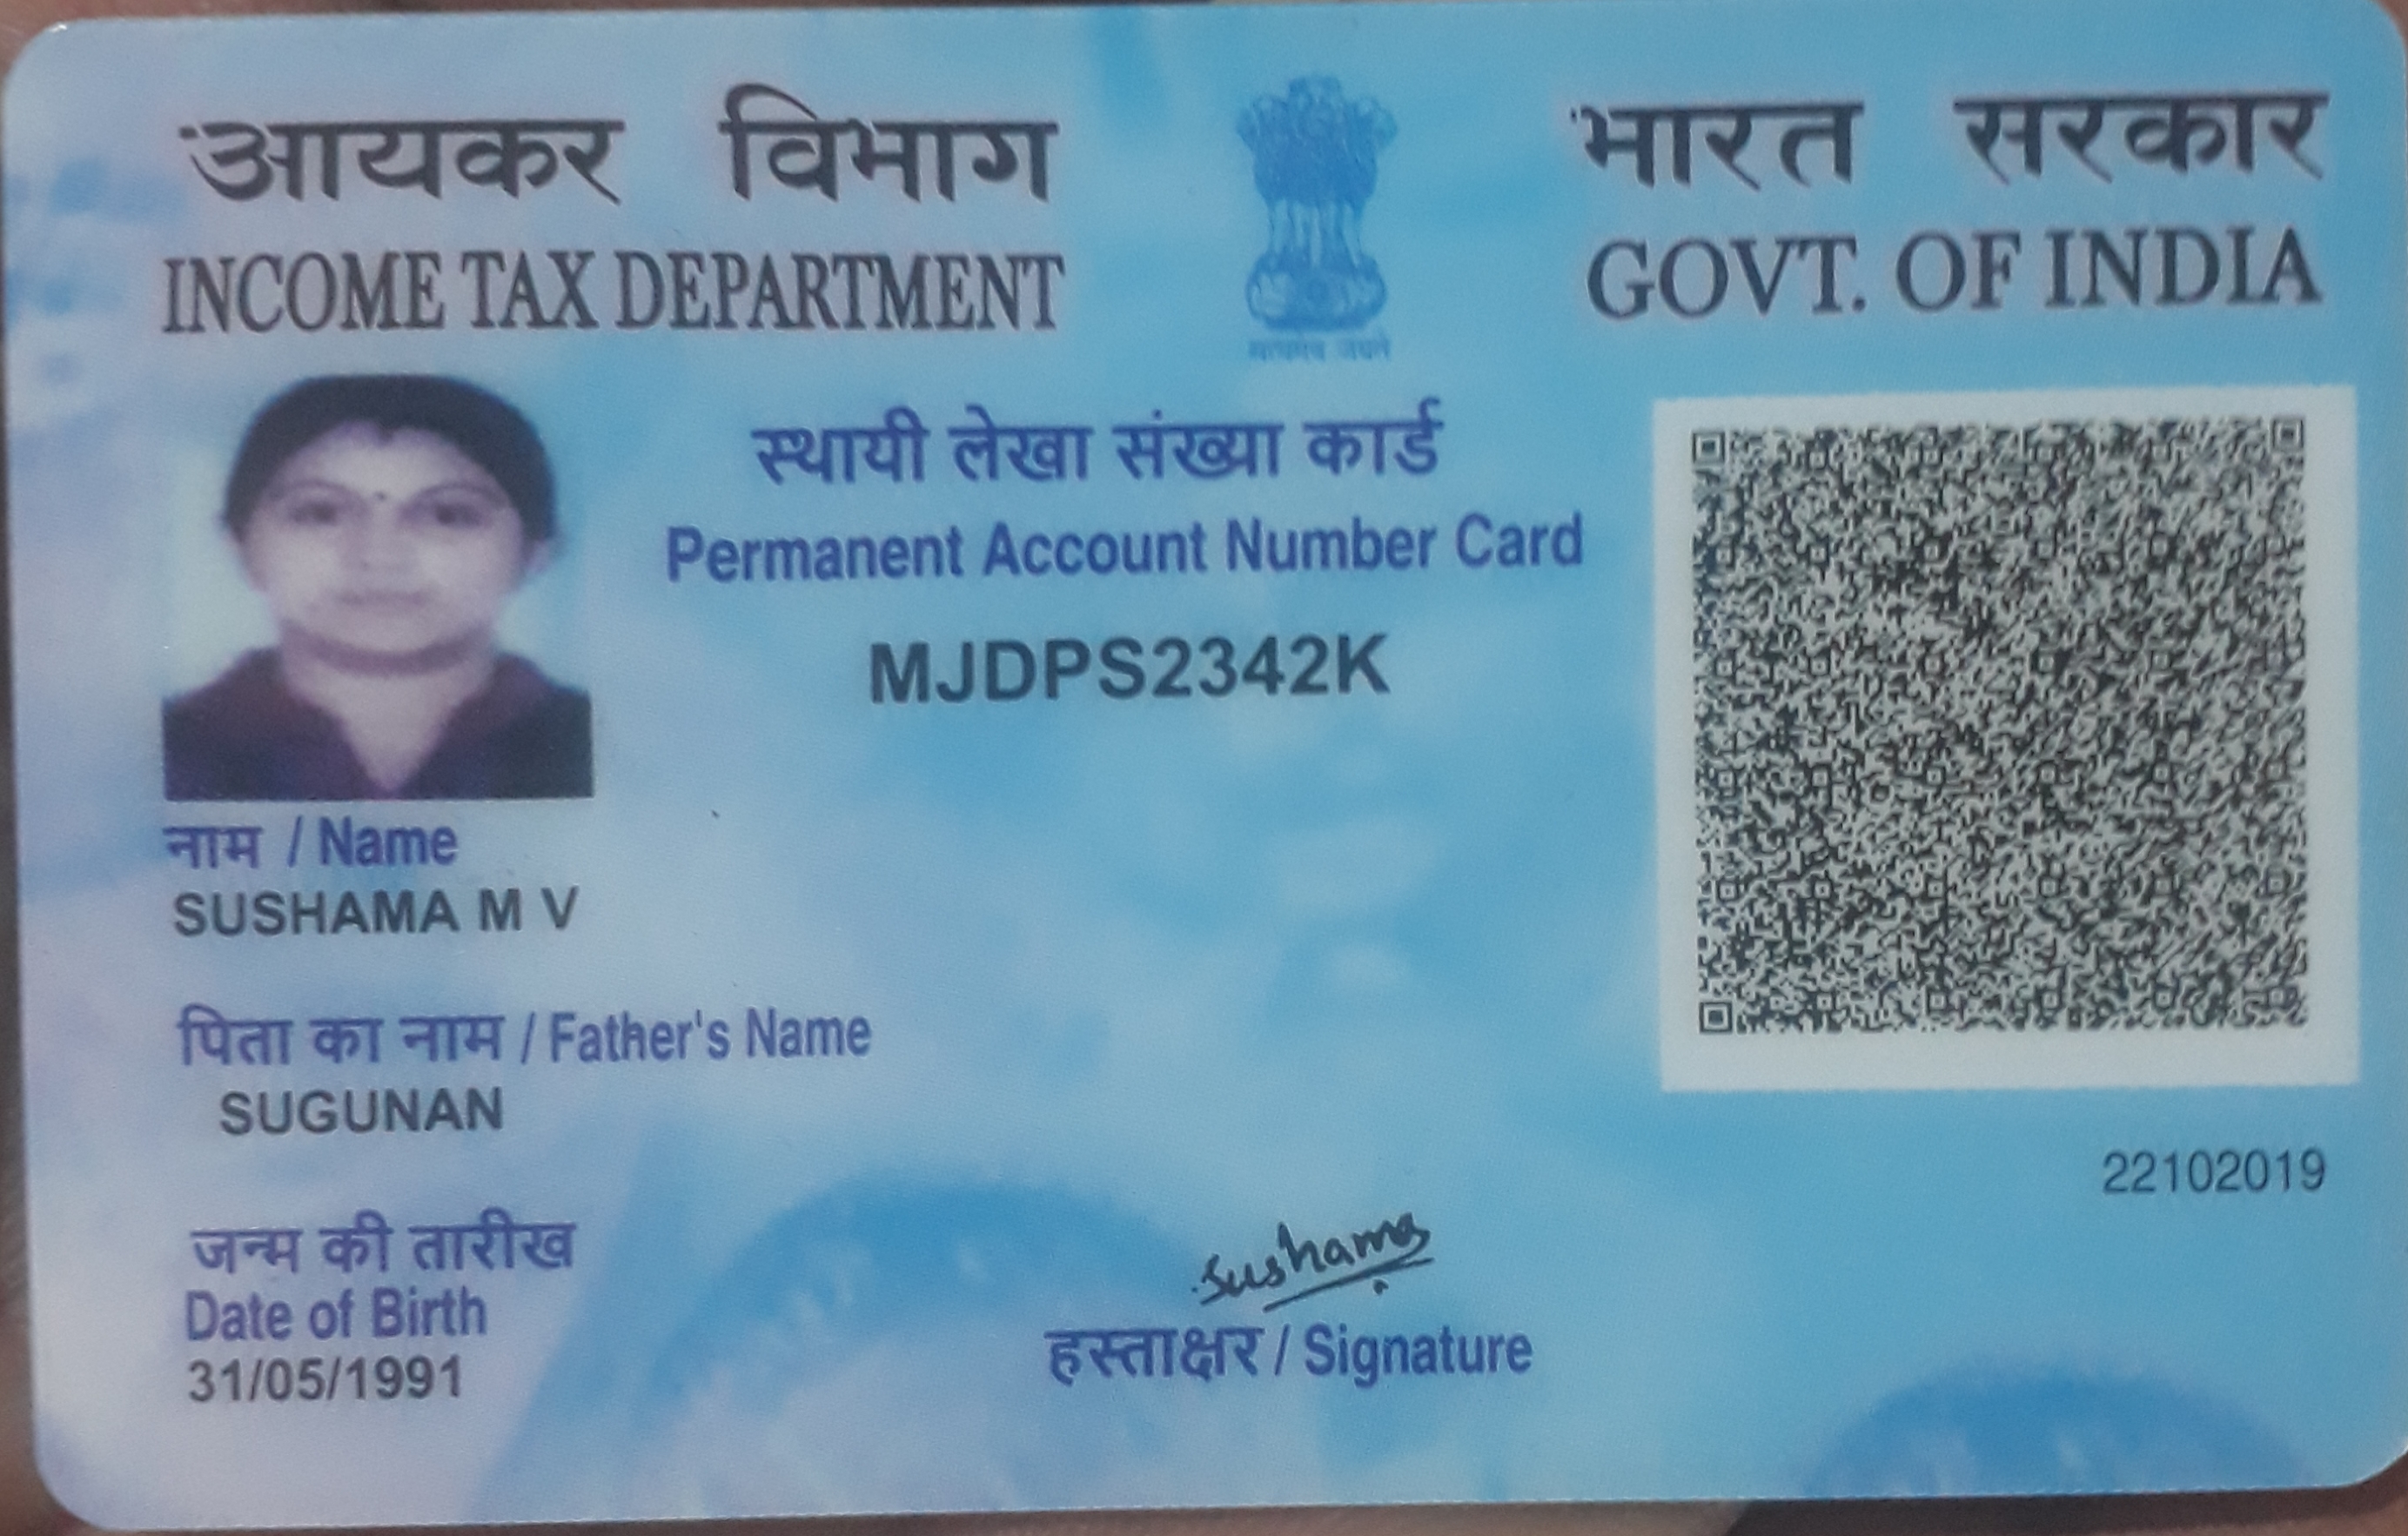 आयकर विभाग
INCOME TAX DEPARTMENT
भारत सरकार
GOVT. OF INDIA
सत्यमेव जयते
स्थायी लेखा संख्या कार्ड
Permanent Account Number Card
MJDPS2342K
नाम / Name
SUSHAMA M V
पिता का नाम / Father's Name
SUGUNAN
जन्म की तारीख
Date of Birth
31/05/1991
22102019
Sushama
हस्ताक्षर / Signature